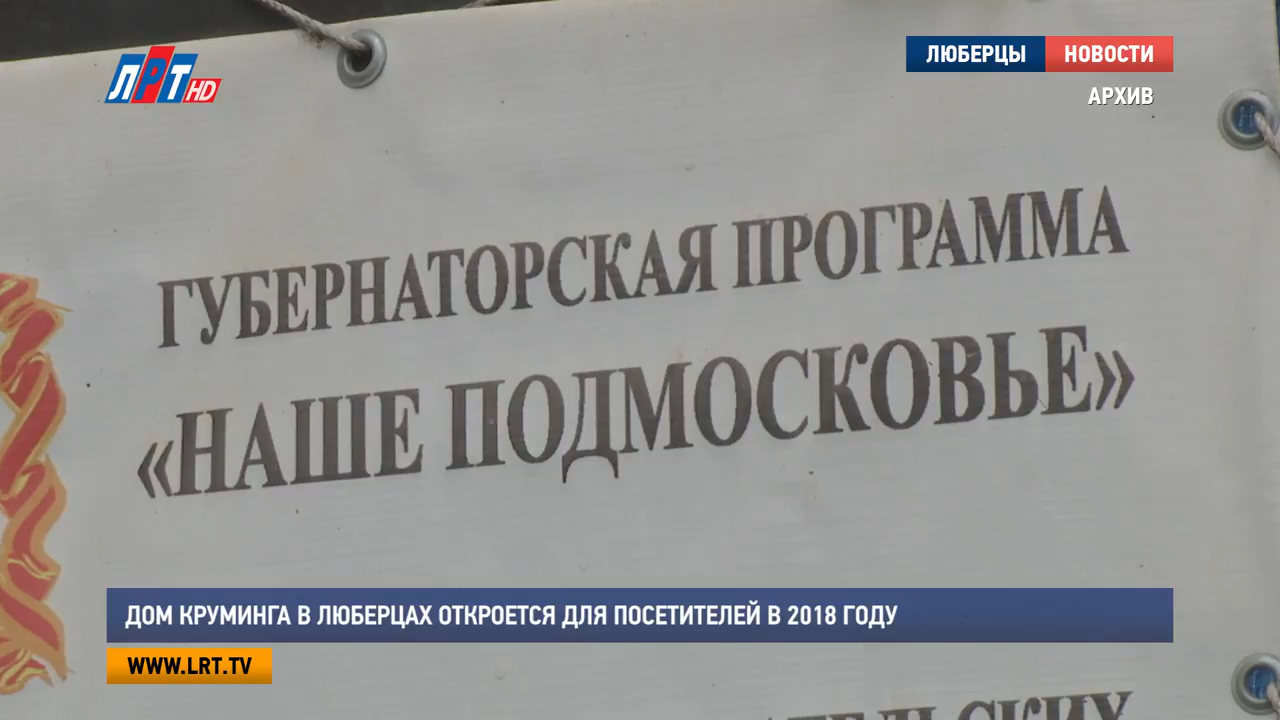 ЛРТ HD
ЛЮБЕРЦЫ НОВОСТИ
АРХИВ
ГУБЕРНАТОРСКАЯ ПРОГРАММА
«НАШЕ ПОДМОСКОВЬЕ»
ДОМ КРУМИНГА В ЛЮБЕРЦАХ ОТКРОЕТСЯ ДЛЯ ПОСЕТИТЕЛЕЙ В 2018 ГОДУ
WWW.LRT.TV